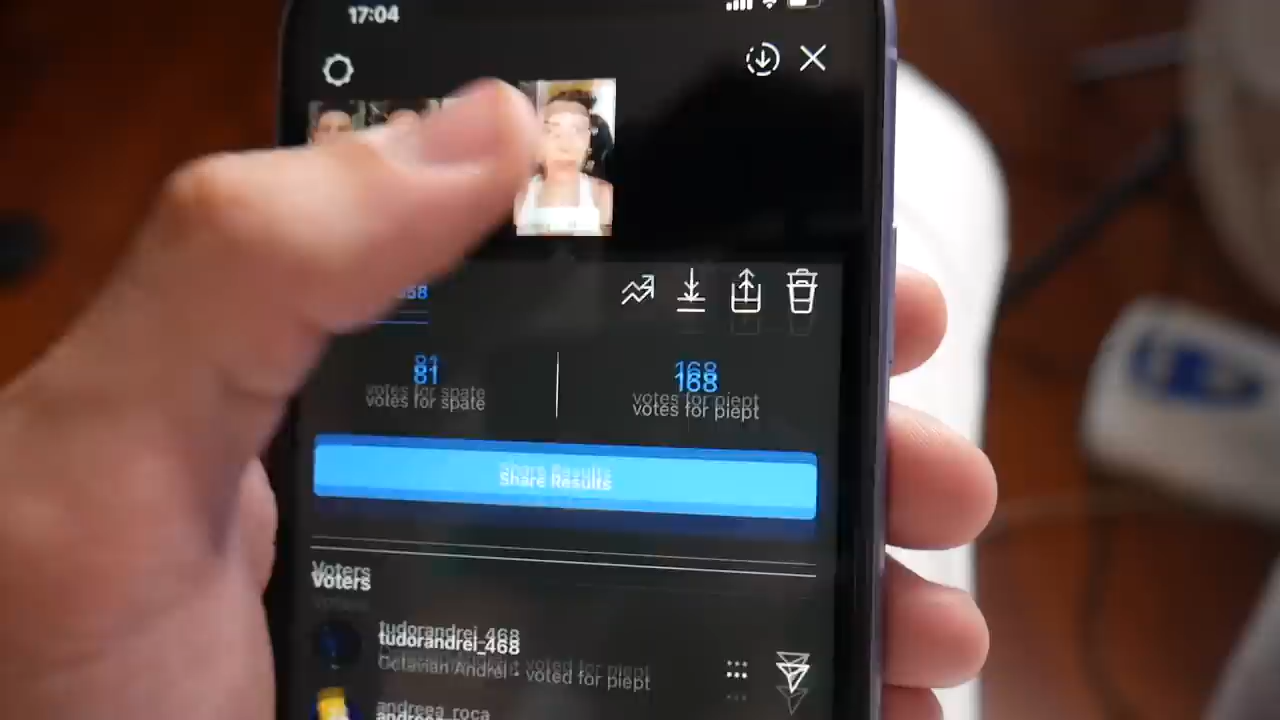 17:04
81
168
votes for spate
votes for piept
Share Results
Voters
tudorandrei_468
Octavian Andrei • voted for piept
andreea_roca